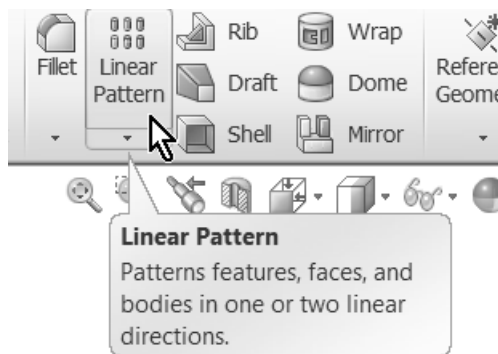 Fillet
Linear
Pattern
Rib
Draft
Shell
Wrap
Dome
Mirror
Refere
Geome
Linear Pattern
Patterns features, faces, and
bodies in one or two linear
directions.